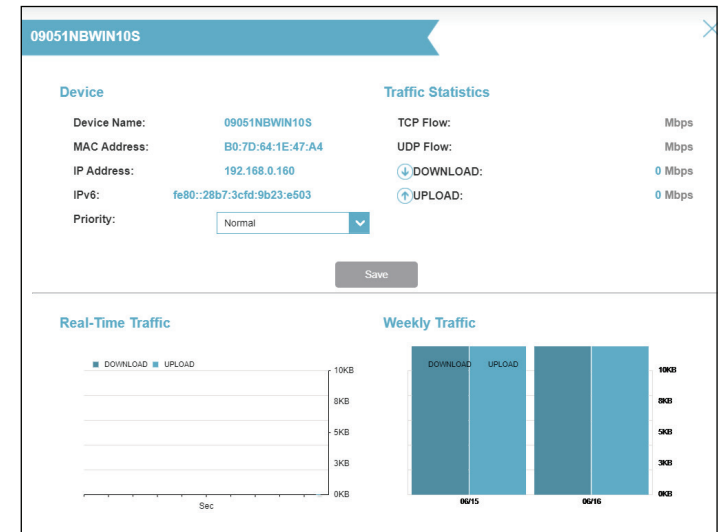 09051NBWIN10S
Device
Device Name: 09051NBWIN10S
MAC Address: B0:7D:64:1E:47:A4
IP Address: 192.168.0.160
IPv6: fe80::28b7:3cfd:9b23:e503
Priority: Normal
Traffic Statistics
TCP Flow: Mbps
UDP Flow: Mbps
DOWNLOAD: 0 Mbps
UPLOAD: 0 Mbps
Save
Real-Time Traffic
DOWNLOAD UPLOAD
10KB
8KB
5KB
3KB
0KB
Sec
Weekly Traffic
DOWNLOAD UPLOAD
10KB
8KB
5KB
3KB
0KB
06/15 06/16